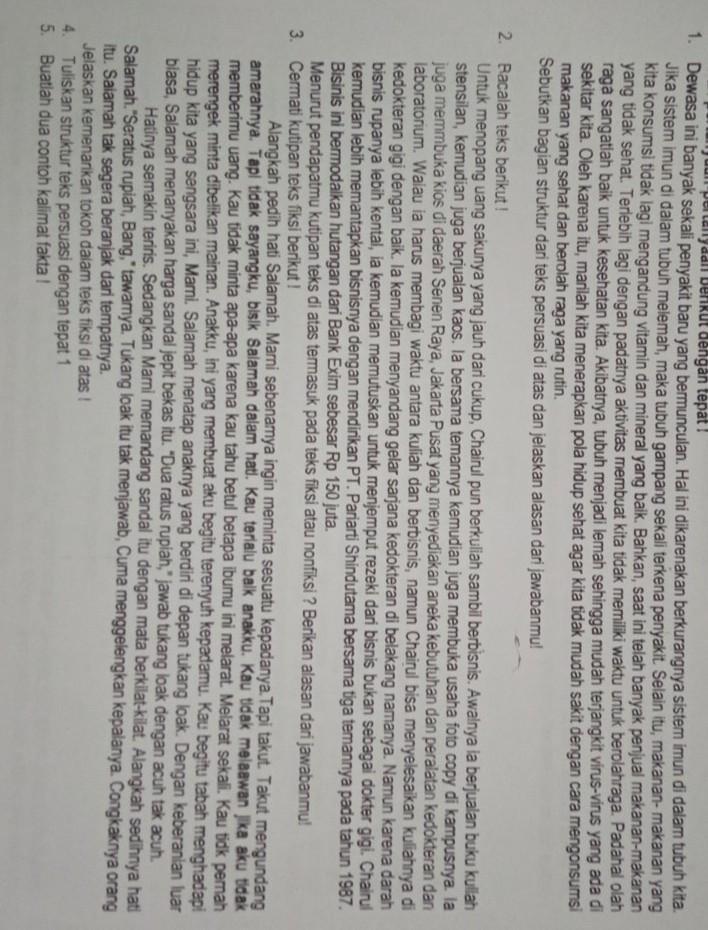 pertanyaan berikut dengan tepat!
1. Dewasa ini banyak sekali penyakit baru yang bermunculan. Hal ini dikarenakan berkurangnya sistem imun di dalam tubuh kita.
Jika sistem imun di dalam tubuh melemah, maka tubuh gampang sekali terkena penyakit. Selain itu, makanan- makanan yang
kita konsumsi tidak lagi mengandung vitamin dan mineral yang baik. Bahkan, saat ini telah banyak penjual makanan-makanan
yang tidak sehat. Terlebih lagi dengan padatnya aktivitas membuat kita tidak memiliki waktu untuk berolahraga. Padahal olah
raga sangatlah baik untuk kesehatan kita. Akibatnya, tubuh menjadi lemah sehingga mudah terjangkit virus-virus yang ada di
sekitar kita. Oleh karena itu, marilah kita menerapkan pola hidup sehat agar kita tidak mudah sakit dengan cara mengonsumsi
makanan yang sehat dan berolah raga yang rutin.
Sebutkan bagian struktur dari teks persuasi di atas dan jelaskan alasan dari jawabanmu!
2. Bacalah teks berikut !
Untuk menopang uang sakunya yang jauh dari cukup, Chairul pun berkuliah sambil berbisnis. Awalnya Ia berjualan buku kuliah
stensilan, kemudian juga berjualan kaos. Ia bersama temannya kemudian juga membuka usaha foto copy di kampusnya. Ia
juga memmbuka kios di daerah Senen Raya, Jakarta Pusat yang menyediakan aneka kebutuhan dan peralatan kedokteran dan
laboratorium. Walau ia harus membagi waktu antara kuliah dan berbisnis, namun Chairul bisa menyelesaikan kuliahnya di
kedokteran gigi dengan baik. Ia kemudian menyandang gelar sarjana kedokteran di belakang namanya. Namun karena darah
bisnis rupanya lebih kental, ia kemudian memutuskan untuk menjemput rezeki dari bisnis bukan sebagai dokter gigi. Chairul
kemudian lebih memantapkan bisnisnya dengan mendirikan PT. Pariarti Shindutama bersama tiga temannya pada tahun 1987.
Bisinis ini bermodalkan hutangan dari Bank Exim sebesar Rp 150 juta.
Menurut pendapatmu kutipan teks di atas termasuk pada teks fiksi atau nonfiksi ? Berikan alasan dari jawabanmu!
3. Cermati kutipan teks fiksi berikut !
Alangkah pedih hati Salamah. Marni sebenarnya ingin meminta sesuatu kepadanya.Tapi takut. Takut mengundang
amarahnya. Tapi tidak sayangku, bisik Salamah dalam hati. Kau terlalu baik anakku. Kau tidak melaawan jika aku tidak
memberimu uang. Kau tidak minta apa-apa karena kau tahu betul betapa ibumu ini melarat. Melarat sekali. Kau tidk pernah
merengek minta dibelikan mainan. Anakku, ini yang membuat aku begitu terenyuh kepadamu. Kau begitu tabah menghadapi
hidup kita yang sengsara ini, Marni. Salamah menatap anaknya yang berdiri di depan tukang loak. Dengan keberanian luar
biasa, Salamah menanyakan harga sandal jepit bekas itu. "Dua ratus rupiah," jawab tukang loak dengan acuh tak acuh.
Hatinya semakin teriris. Sedangkan Marni memandang sandal itu dengan mata berkilat-kilat. Alangkah sedihnya hati
Salamah. "Seratus rupiah, Bang, " tawarnya. Tukang loak itu tak menjawab, Cuma menggelengkan kepalanya. Congkaknya orang
itu. Salamah tak segera beranjak dari tempatnya.
Jelaskan kemenarikan tokoh dalam teks fiksi di atas !
4. Tuliskan struktur teks persuasi dengan tepat 1
5. Buatlah dua contoh kalimat fakta !